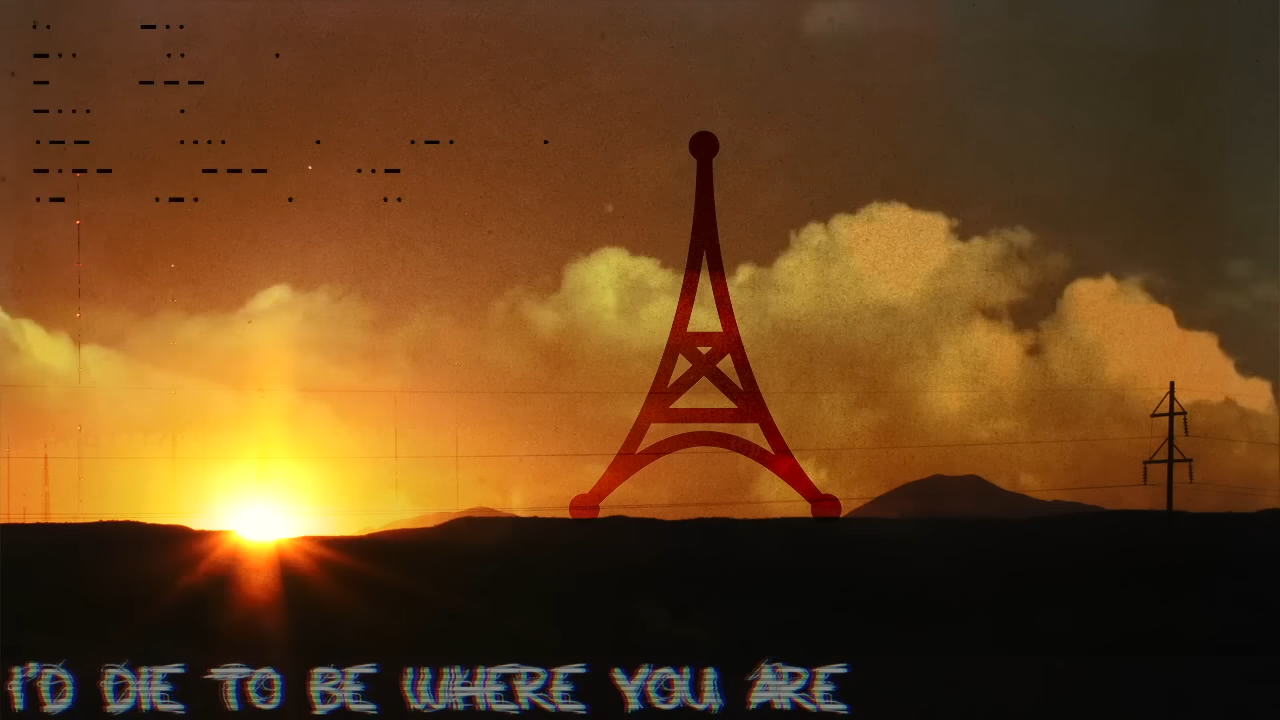 .. -..
-.. .. .
- ---
-... .
.-- .... . .-. .
-.-- --- ..-
.- .-. . ..
I'D DIE TO BE WHERE YOU ARE